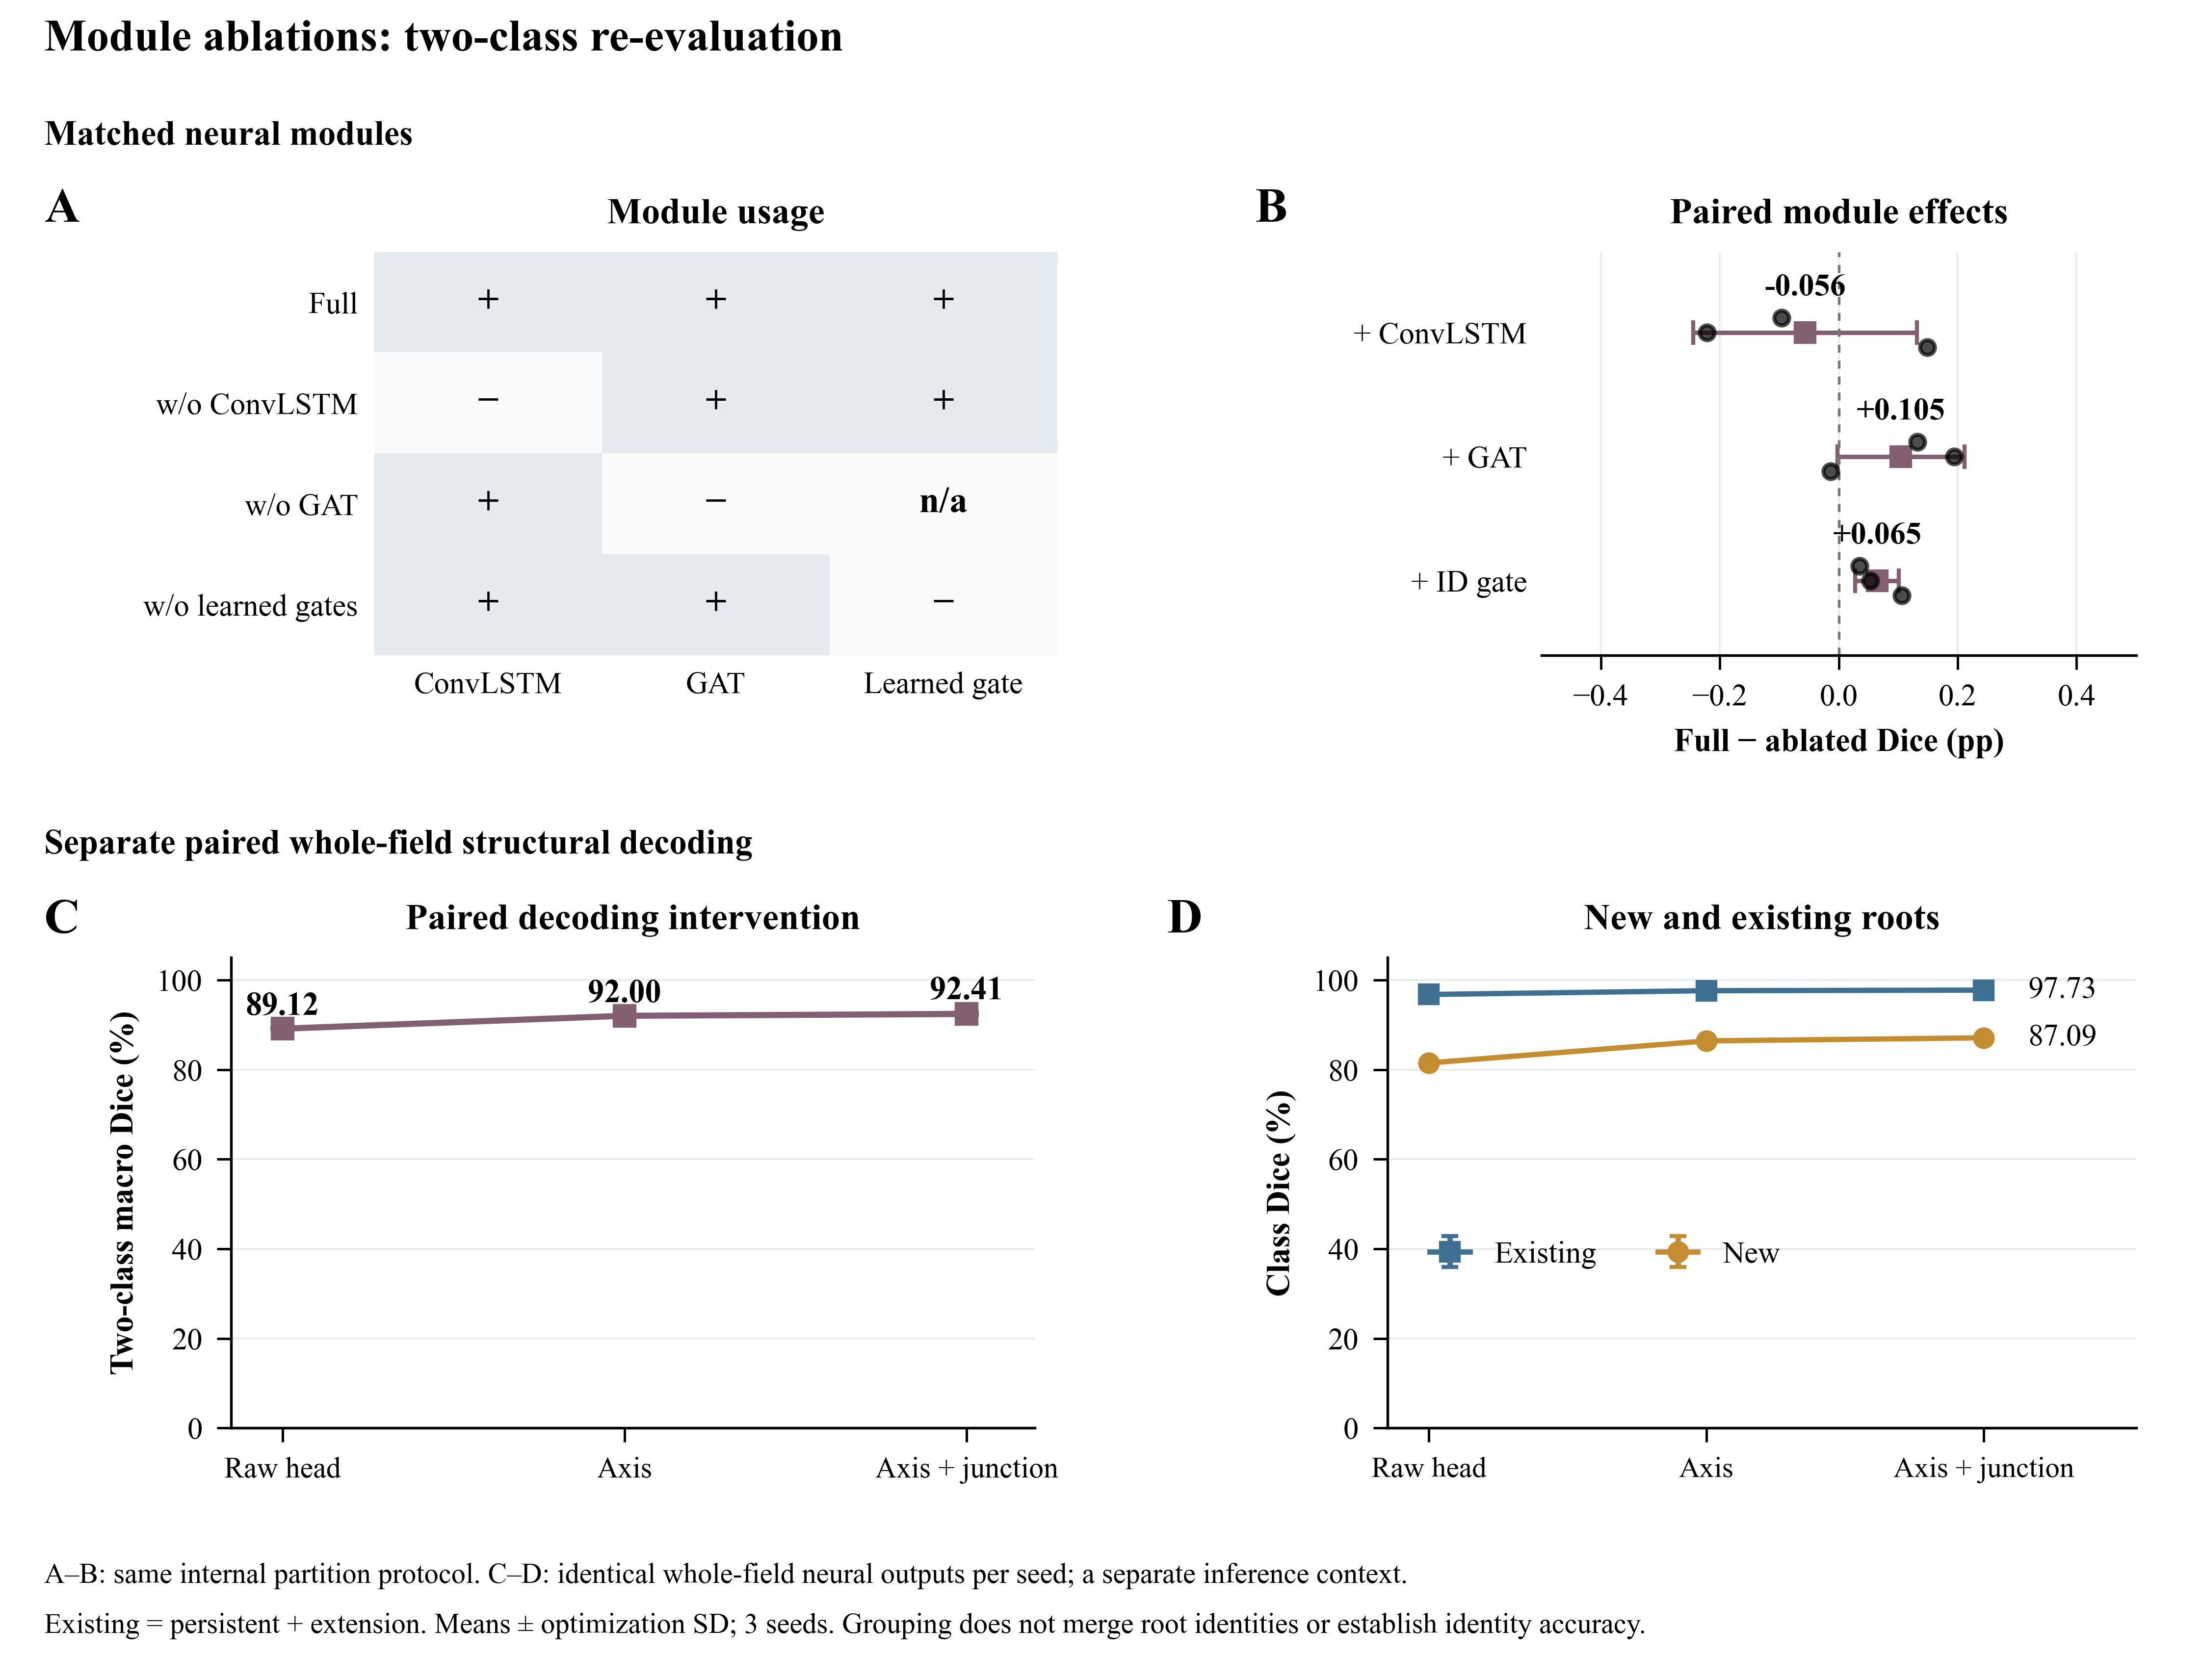 Module ablations: two-class re-evaluation
Matched neural modules
A
Module usage
Full
+ + +
w/o ConvLSTM
− + +
w/o GAT
+ − n/a
w/o learned gates
+ + −
ConvLSTM GAT Learned gate
B
Paired module effects
-0.056
+ ConvLSTM
+0.105
+ GAT
+0.065
+ ID gate
−0.4 −0.2 0.0 0.2 0.4
Full − ablated Dice (pp)
Separate paired whole-field structural decoding
C
Paired decoding intervention
Two-class macro Dice (%)
100
80
60
40
20
0
89.12 92.00 92.41
Raw head Axis Axis + junction
D
New and existing roots
Class Dice (%)
100
80
60
40
20
0
97.73
87.09
Existing New
Raw head Axis Axis + junction
A–B: same internal partition protocol. C–D: identical whole-field neural outputs per seed; a separate inference context.
Existing = persistent + extension. Means ± optimization SD; 3 seeds. Grouping does not merge root identities or establish identity accuracy.